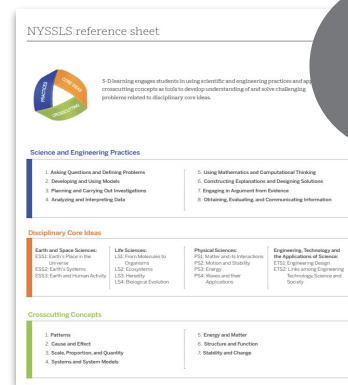 NYSSLS reference sheet
PRACTICES
CORE IDEAS
CROSSCUTTING
3-D learning engages students in using scientific and engineering practices and app
crosscutting concepts as tools to develop understanding of and solve challenging
problems related to disciplinary core ideas.
Science and Engineering Practices
1. Asking Questions and Defining Problems
2. Developing and Using Models
3. Planning and Carrying Out Investigations
4. Analyzing and Interpreting Data
5. Using Mathematics and Computational Thinking
6. Constructing Explanations and Designing Solutions
7. Engaging in Argument from Evidence
8. Obtaining, Evaluating, and Communicating Information
Disciplinary Core Ideas
Earth and Space Sciences:
ESS1: Earth's Place in the
Universe
ESS2: Earth's Systems
ESS3: Earth and Human Activity
Life Sciences:
LS1: From Molecules to
Organisms
LS2: Ecosystems
LS3: Heredity
LS4: Biological Evolution
Physical Sciences:
PS1: Matter and its Interactions
PS2: Motion and Stability
PS3: Energy
PS4: Waves and their
Applications
Engineering, Technology and
the Applications of Science:
ETS1: Engineering Design
ETS2: Links among Engineering
Technology, Science and
Society
Crosscutting Concepts
1. Patterns
2. Cause and Effect
3. Scale, Proportion, and Quantity
4. Systems and System Models
5. Energy and Matter
6. Structure and Function
7. Stability and Change